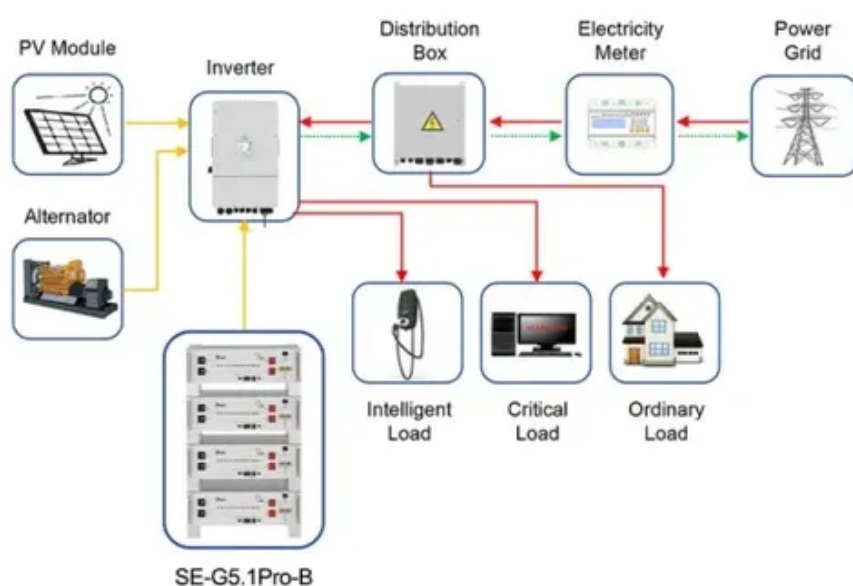 PV Module
Inverter
Distribution
Box
Electricity
Meter
Power
Grid
Alternator
Intelligent
Load
Critical
Load
Ordinary
Load
SE-G5.1Pro-B